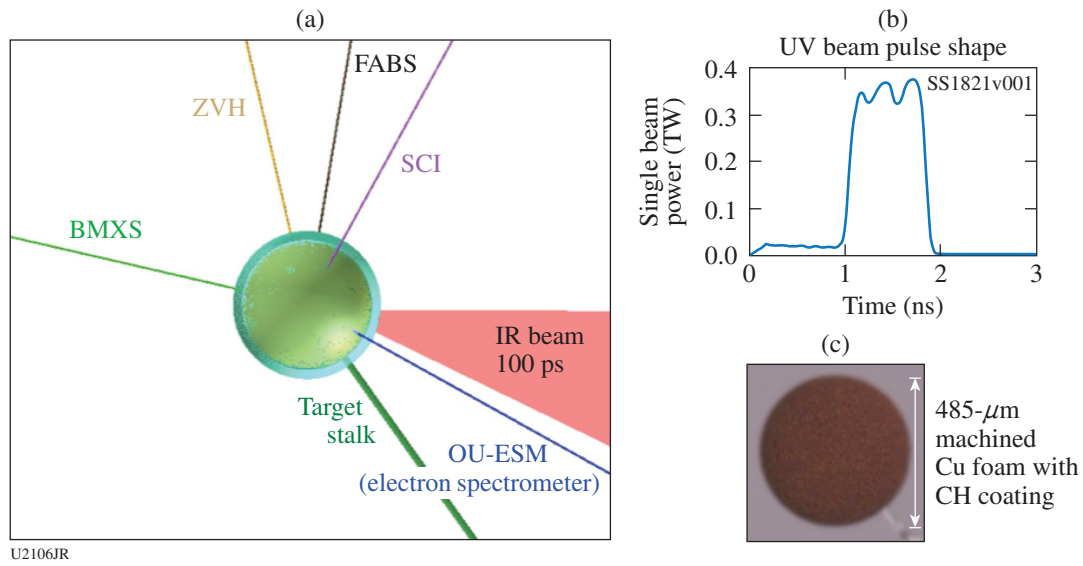 (a)
ZVH
FABS
SCI
BMXS
IR beam
100 ps
Target
stalk
OU-ESM
(electron spectrometer)
U2106JR
(b)
UV beam pulse shape
SS1821v001
Single beam
power (TW)
0.4
0.3
0.2
0.1
0.0
0
1
2
3
Time (ns)
(c)
485-μm
machined
Cu foam with
CH coating